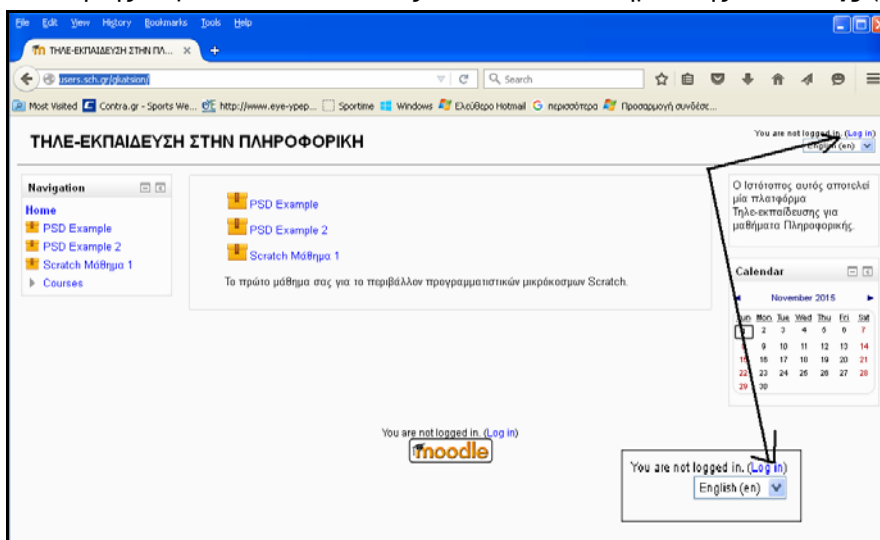 File Edit View History Bookmarks Tools Help
ΤΗΛΕ-ΕΚΠΑΙΔΕΥΣΗ ΣΤΗΝ ΠΛ... × +
users.sch.gr/gkatsion/
Search
Most Visited Contra.gr - Sports We... http://www.eye-ypep... Sportime Windows Ελεύθερο Hotmail περισσότερα Προσαρμογή συνδέσ...
You are not logged in. (Log in)
English (en)
ΤΗΛΕ-ΕΚΠΑΙΔΕΥΣΗ ΣΤΗΝ ΠΛΗΡΟΦΟΡΙΚΗ
Navigation
Home
PSD Example
PSD Example 2
Scratch Μάθημα 1
Courses
PSD Example
PSD Example 2
Scratch Μάθημα 1
Το πρώτο μάθημα σας για το περιβάλλον προγραμματιστικών μικρόκοσμων Scratch.
Ο Ιστότοπος αυτός αποτελεί
μία πλατφόρμα
Τηλε-εκπαίδευσης για
μαθήματα Πληροφορικής.
Calendar
November 2015
Sun Mon Tue Wed Thu Fri Sat
1 2 3 4 5 6 7
8 9 10 11 12 13 14
15 16 17 18 19 20 21
22 23 24 25 26 27 28
29 30
You are not logged in. (Log in)
moodle
You are not logged in. (Log in)
English (en)